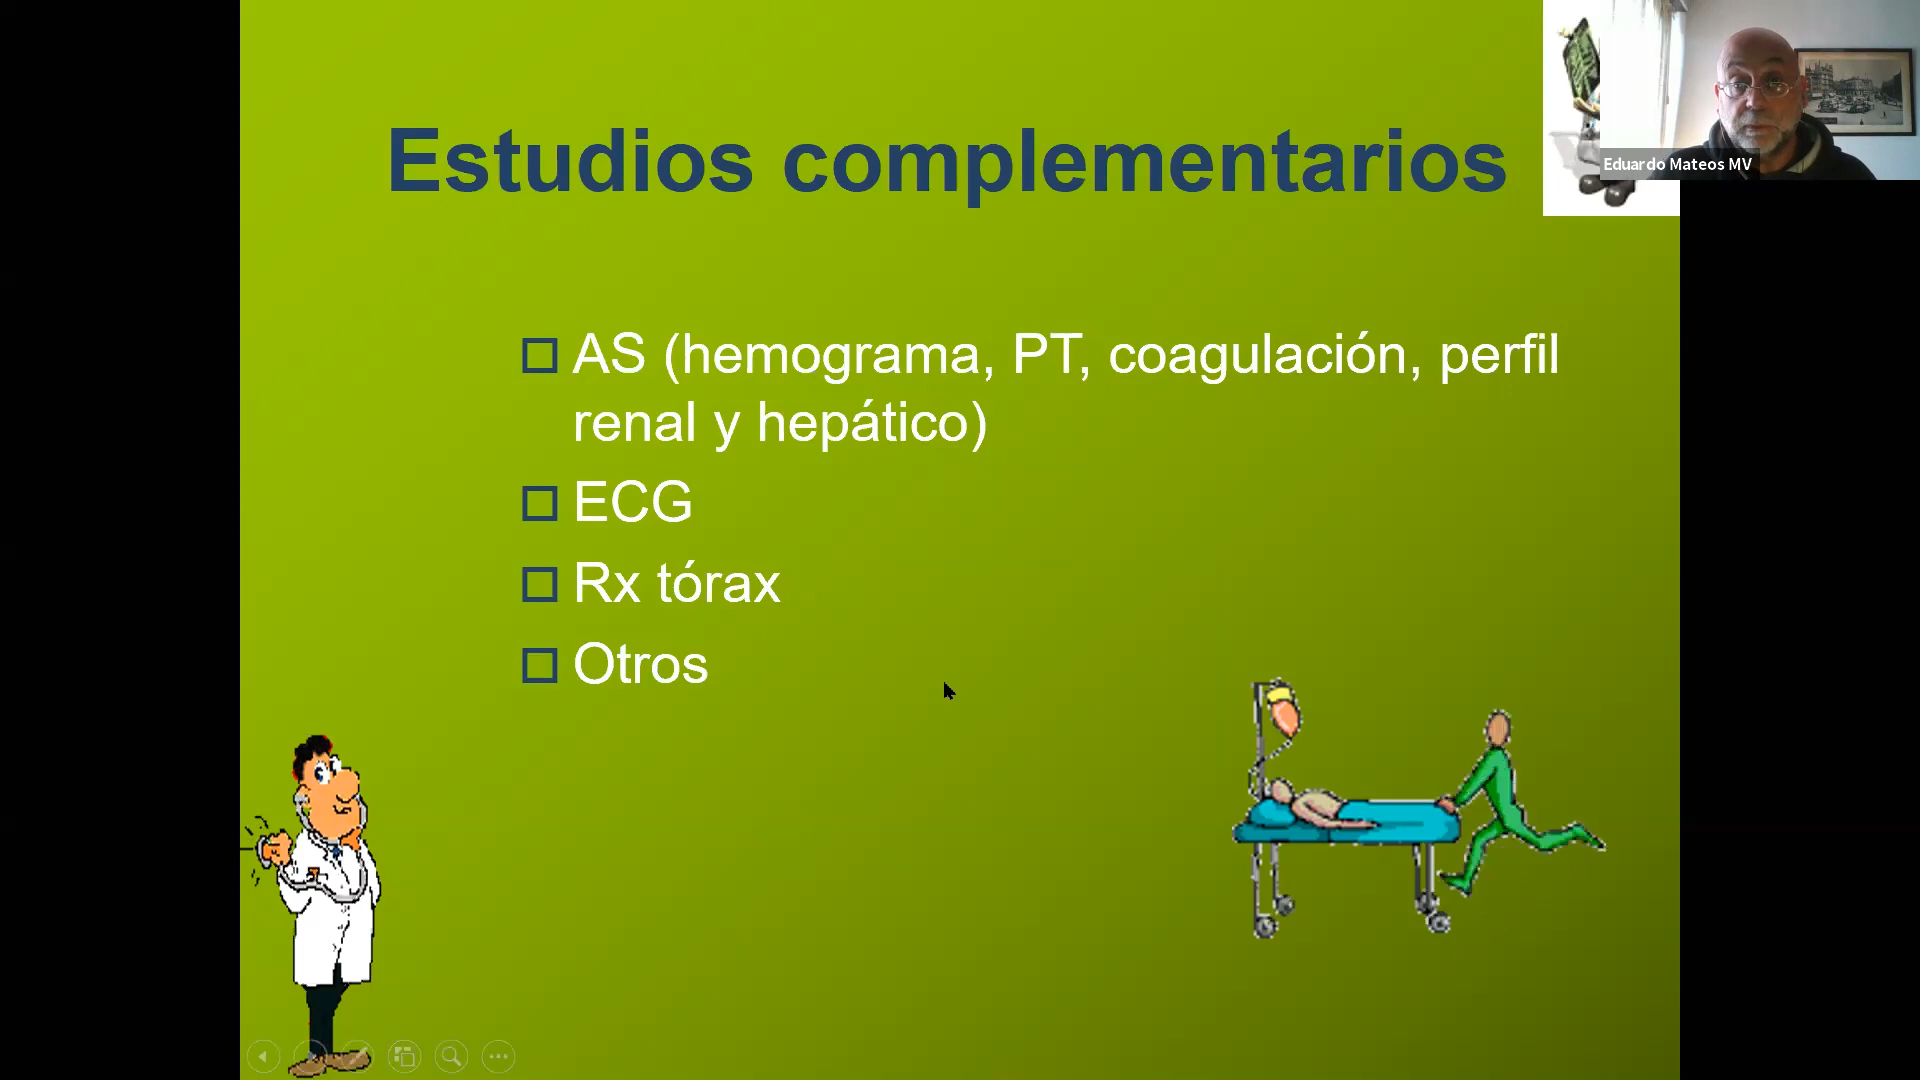 Estudios complementarios
Eduardo Mateos MV
AS (hemograma, PT, coagulación, perfil
renal y hepático)
ECG
Rx tórax
Otros